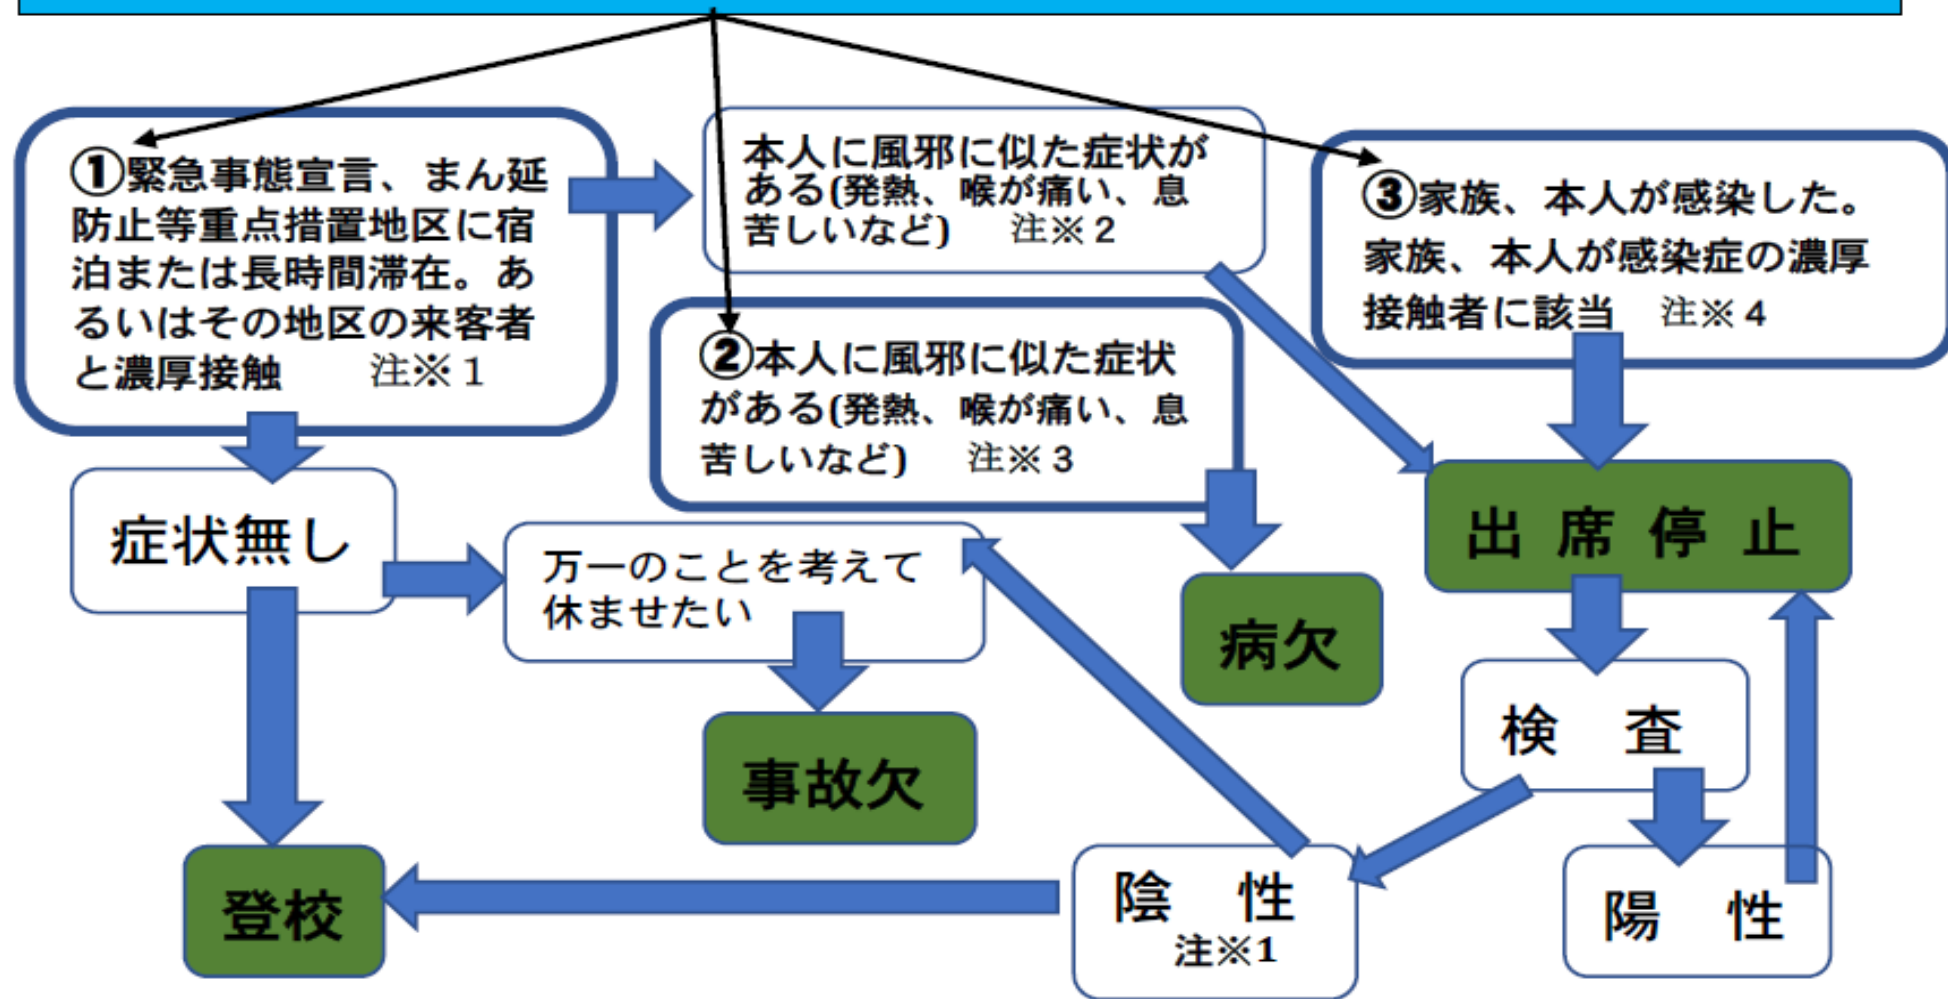 ①緊急事態宣言、まん延
防止等重点措置地区に宿
泊または長時間滞在。あ
るいはその地区の来客者
と濃厚接触 注※1
本人に風邪に似た症状が
ある(発熱、喉が痛い、息
苦しいなど) 注※2
③家族、本人が感染した。
家族、本人が感染症の濃厚
接触者に該当 注※4
②本人に風邪に似た症状
がある(発熱、喉が痛い、息
苦しいなど) 注※3
症状無し
万一のことを考えて
休ませたい
出席停止
病欠
検 査
事故欠
登校
陰 性
注※1
陽 性